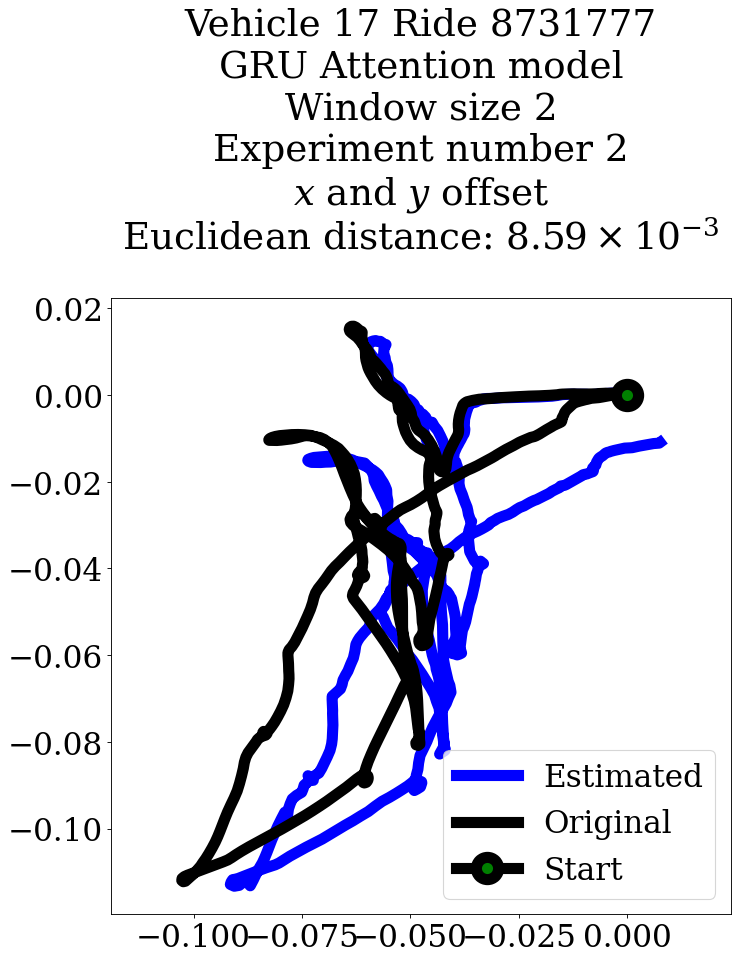 Vehicle 17 Ride 8731777
GRU Attention model
Window size 2
Experiment number 2
x and y offset
Euclidean distance: 8.59 × 10⁻³
0.02
0.00
−0.02
−0.04
−0.06
−0.08
−0.10
Estimated
Original
Start
−0.100 −0.075 −0.050 −0.025 0.000